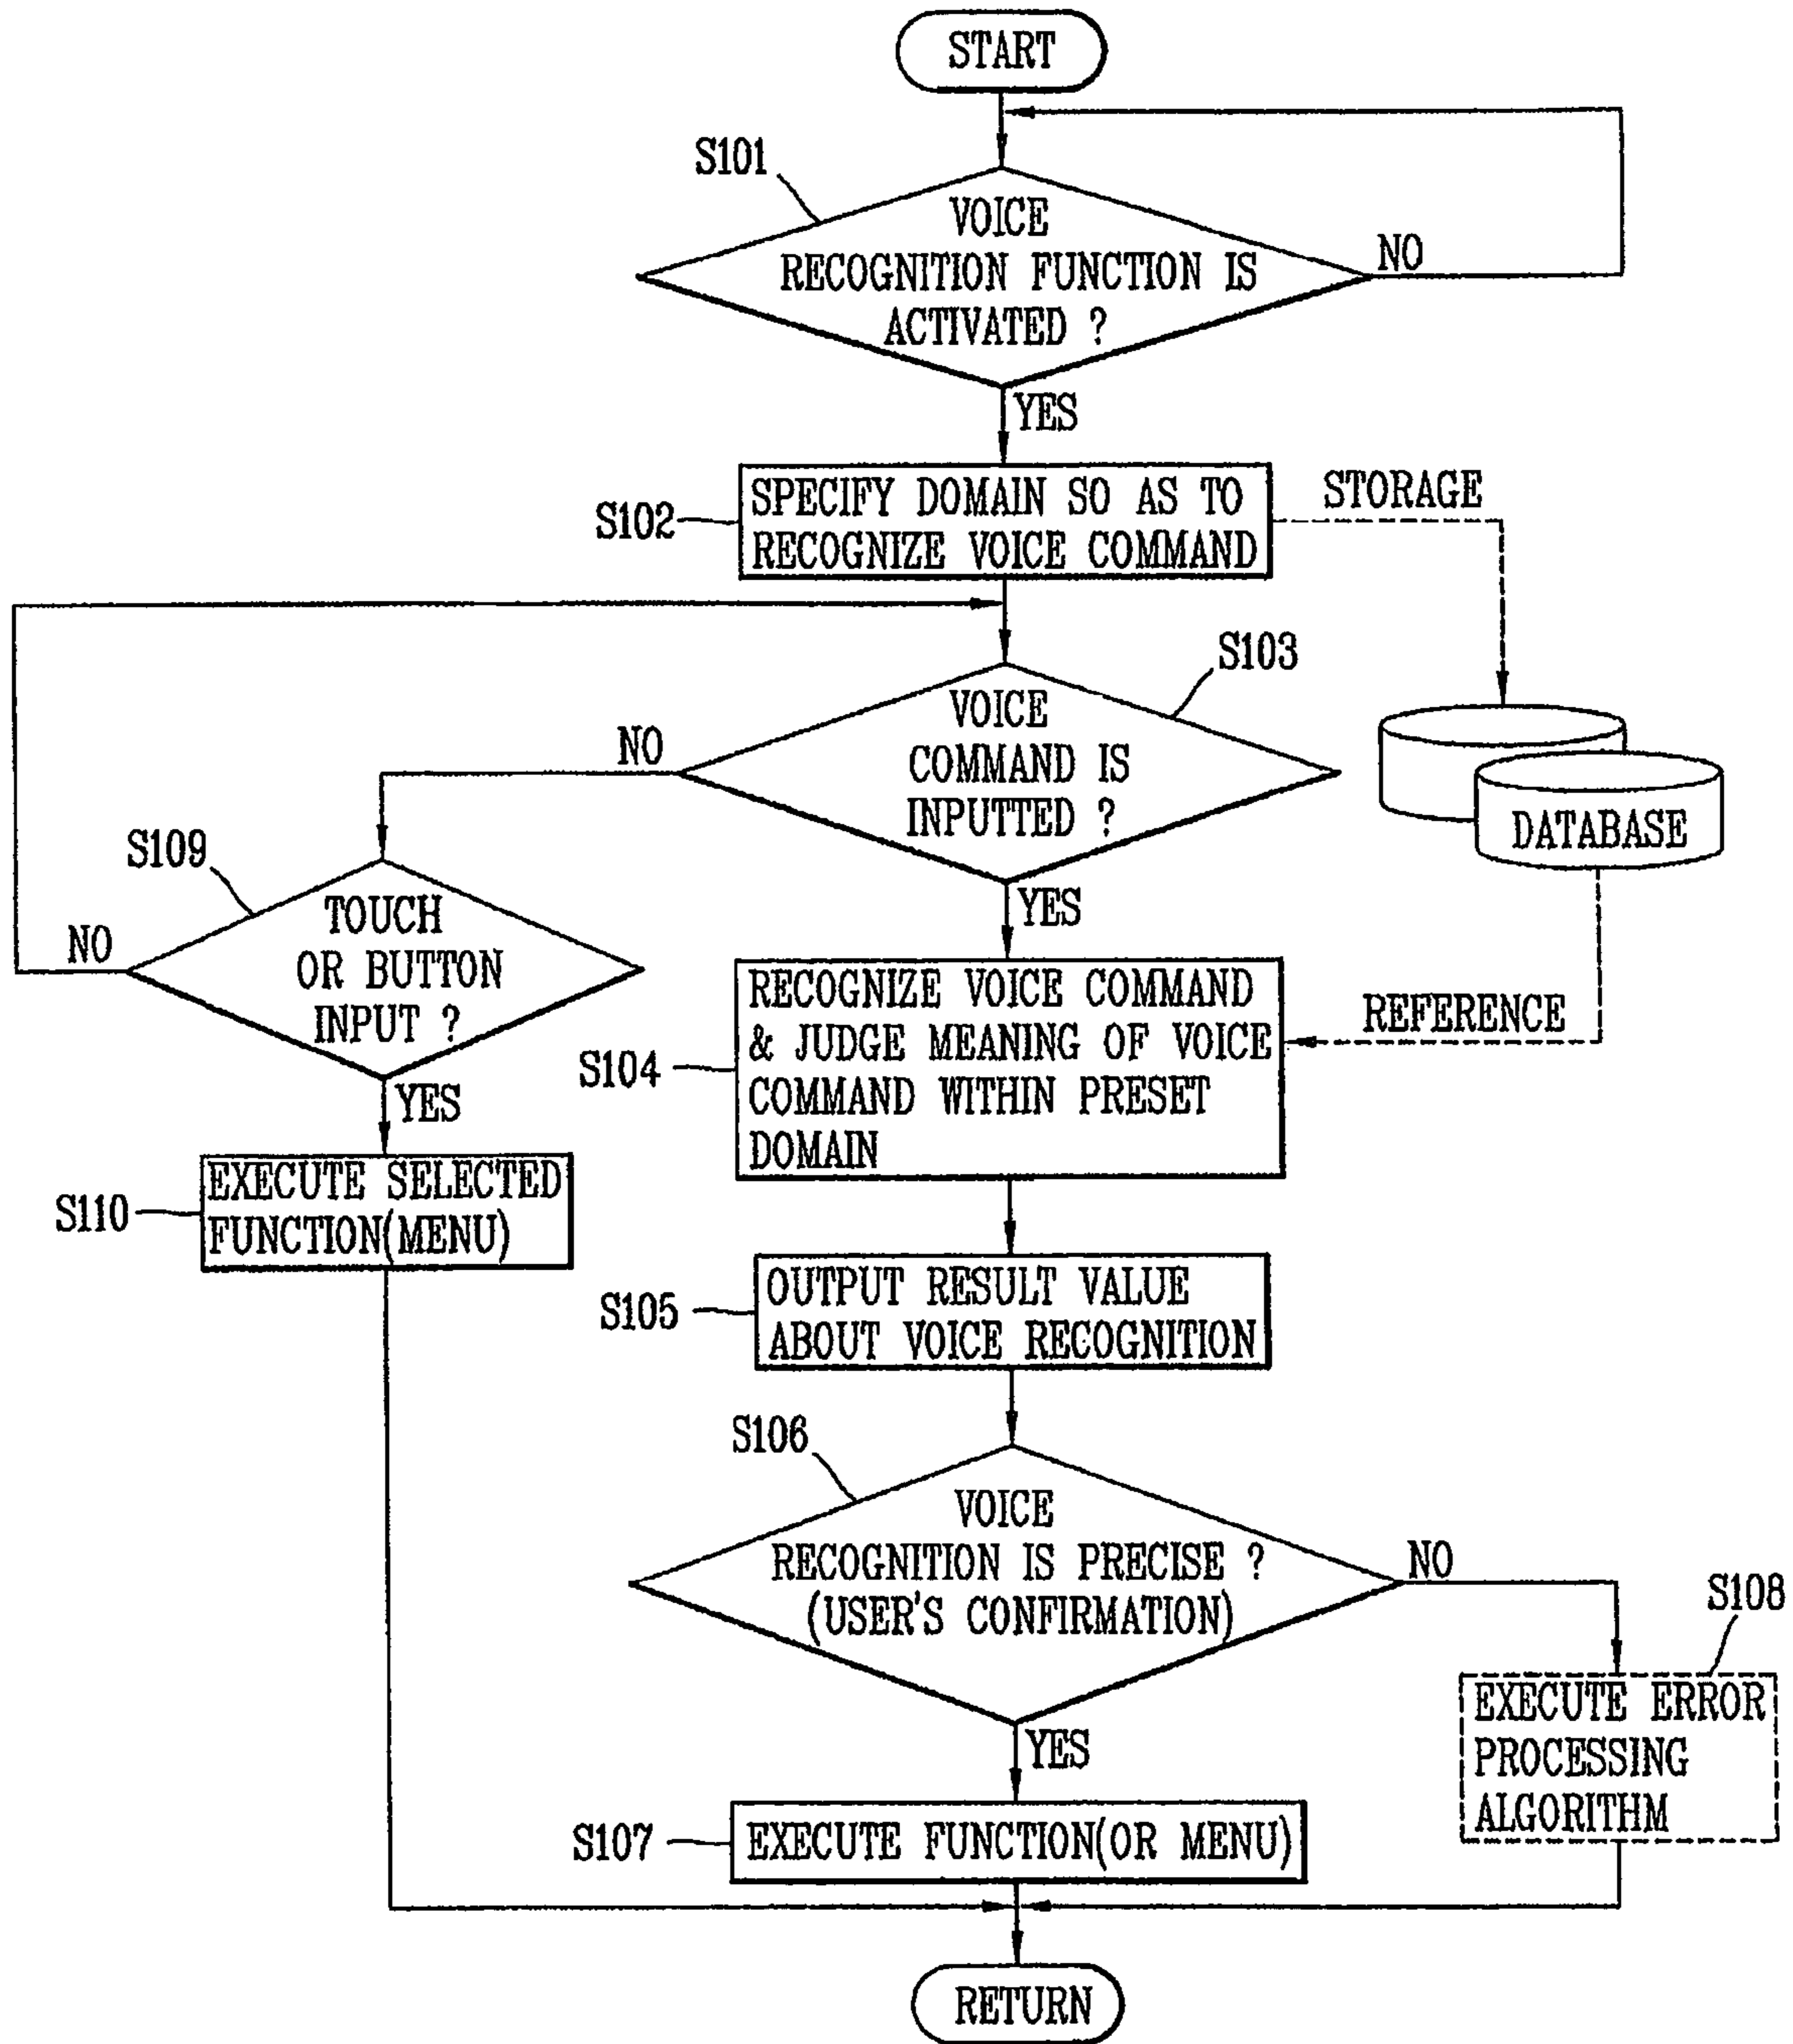 START
S101
VOICE
RECOGNITION FUNCTION IS
ACTIVATED ?
NO
YES
S102
SPECIFY DOMAIN SO AS TO
RECOGNIZE VOICE COMMAND
STORAGE
S103
VOICE
COMMAND IS
INPUTTED ?
NO
YES
DATABASE
S109
TOUCH
OR BUTTON
INPUT ?
NO
YES
REFERENCE
S104
RECOGNIZE VOICE COMMAND
& JUDGE MEANING OF VOICE
COMMAND WITHIN PRESET
DOMAIN
S110
EXECUTE SELECTED
FUNCTION(MENU)
S105
OUTPUT RESULT VALUE
ABOUT VOICE RECOGNITION
S106
VOICE
RECOGNITION IS PRECISE ?
(USER'S CONFIRMATION)
NO
YES
S108
EXECUTE ERROR
PROCESSING
ALGORITHM
S107
EXECUTE FUNCTION(OR MENU)
RETURN